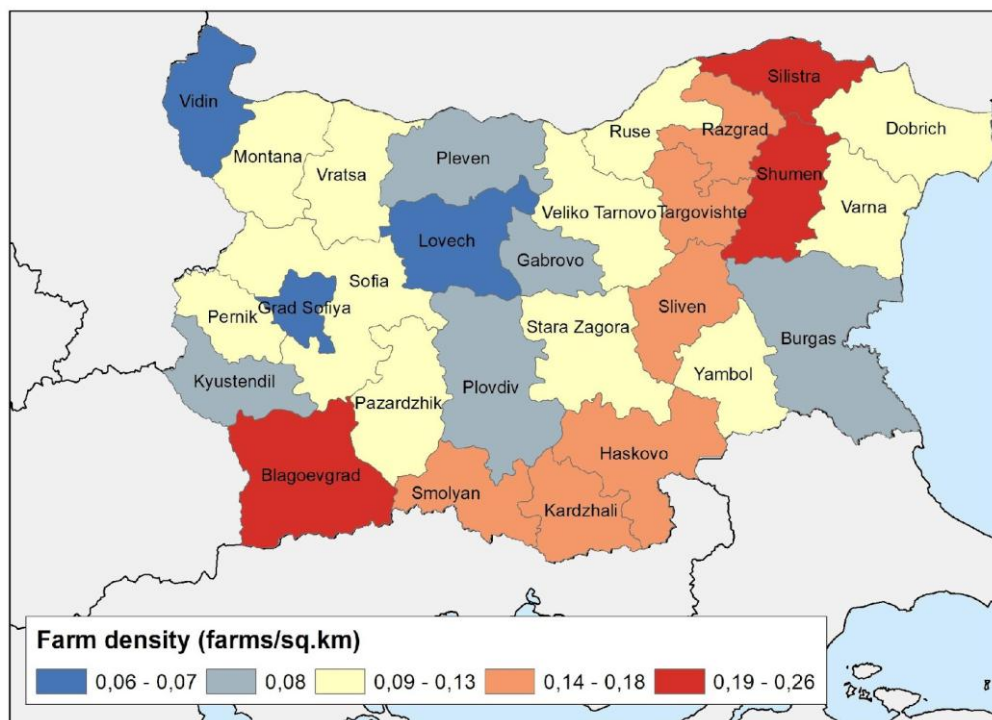 Silistra
Vidin
Ruse
Razgrad
Dobrich
Montana
Pleven
Vratsa
Shumen
Veliko Tarnovo
Targovishte
Varna
Lovech
Gabrovo
Sofia
Grad Sofiya
Sliven
Pernik
Stara Zagora
Burgas
Kyustendil
Plovdiv
Yambol
Pazardzhik
Haskovo
Blagoevgrad
Smolyan
Kardzhali
Farm density (farms/sq.km)
0,06 - 0,07 0,08 0,09 - 0,13 0,14 - 0,18 0,19 - 0,26